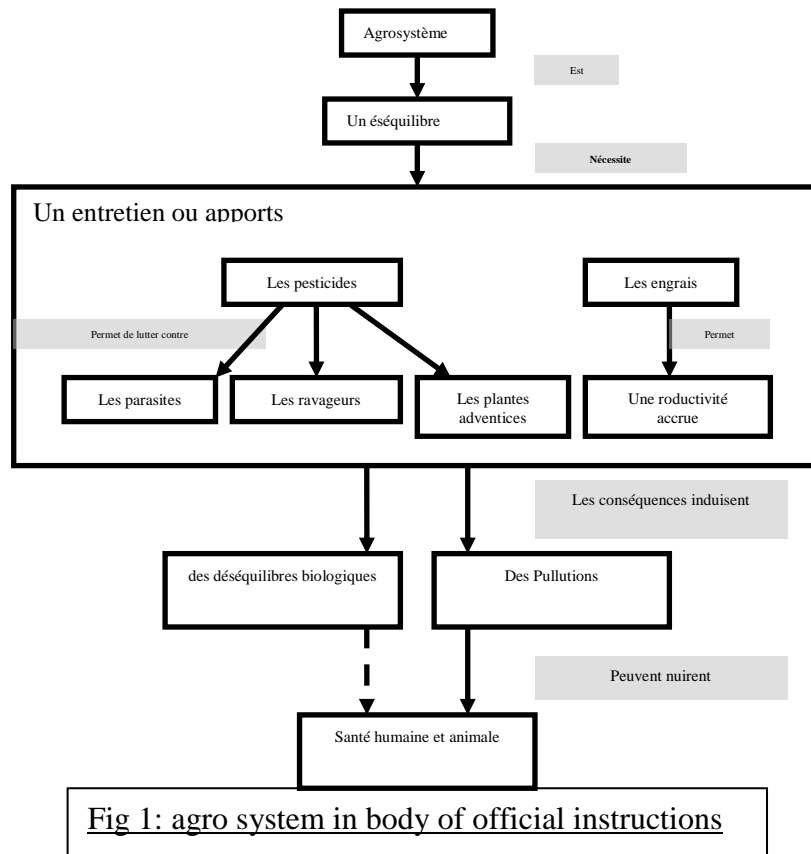 Agrosystème
Est
Un éséquilibre
Nécessite
Un entretien ou apports
Les pesticides
Les engrais
Permet de lutter contre
Permet
Les parasites
Les ravageurs
Les plantes
adventices
Une roductivité
accrue
Les conséquences induisent
des déséquilibres biologiques
Des Pullutions
Peuvent nuirent
Santé humaine et animale
Fig 1: agro system in body of official instructions